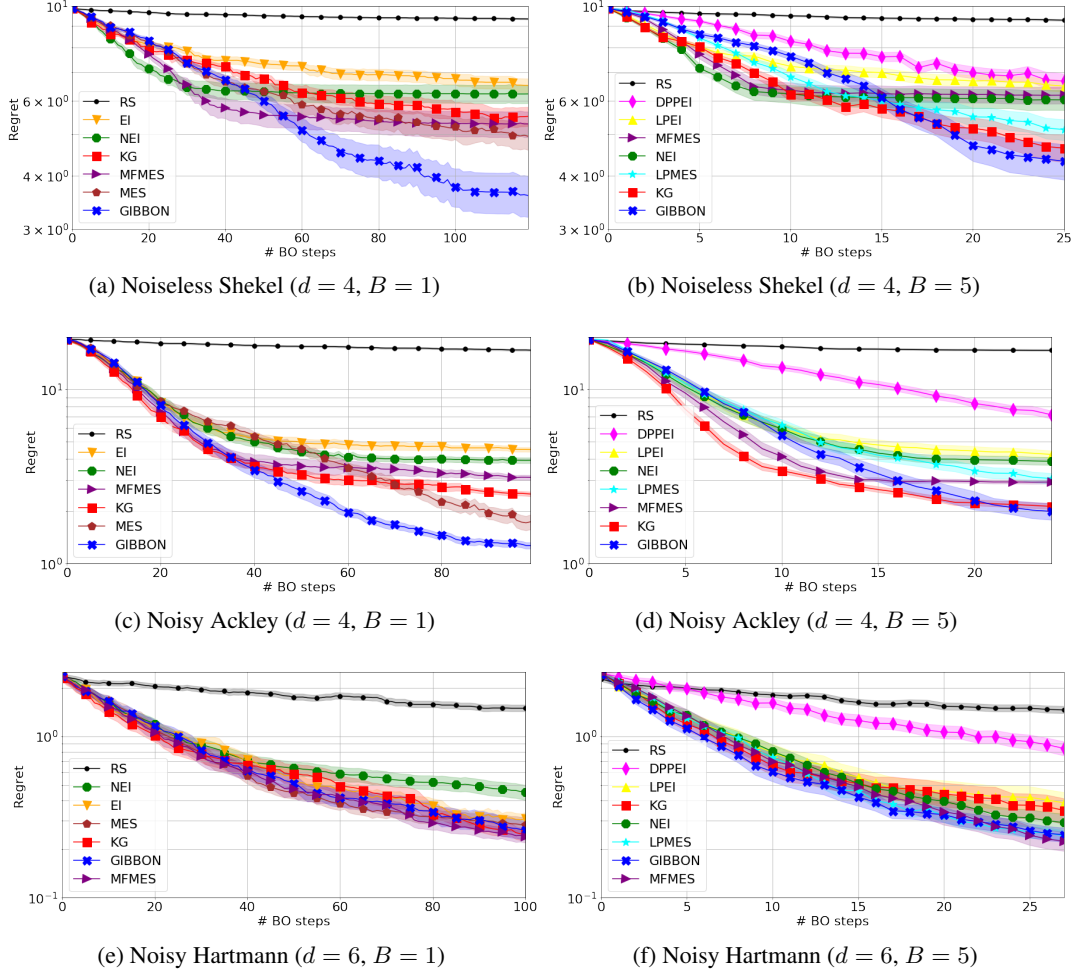 10¹
6 × 10⁰
4 × 10⁰
3 × 10⁰
Regret
RS
EI
NEI
KG
MFMES
MES
GIBBON
0 20 40 60 80 100
# BO steps
(a) Noiseless Shekel (d = 4, B = 1)
10¹
6 × 10⁰
4 × 10⁰
3 × 10⁰
Regret
RS
DPPEI
LPEI
MFMES
NEI
LPMES
KG
GIBBON
0 5 10 15 20 25
# BO steps
(b) Noiseless Shekel (d = 4, B = 5)
10¹
10⁰
Regret
RS
EI
NEI
MFMES
KG
MES
GIBBON
0 20 40 60 80
# BO steps
(c) Noisy Ackley (d = 4, B = 1)
10¹
10⁰
Regret
RS
DPPEI
LPEI
NEI
LPMES
MFMES
KG
GIBBON
0 5 10 15 20
# BO steps
(d) Noisy Ackley (d = 4, B = 5)
10⁰
10⁻¹
Regret
RS
NEI
EI
MES
KG
GIBBON
MFMES
0 20 40 60 80 100
# BO steps
(e) Noisy Hartmann (d = 6, B = 1)
10⁰
10⁻¹
Regret
RS
DPPEI
LPEI
KG
NEI
LPMES
GIBBON
MFMES
0 5 10 15 20 25
# BO steps
(f) Noisy Hartmann (d = 6, B = 5)